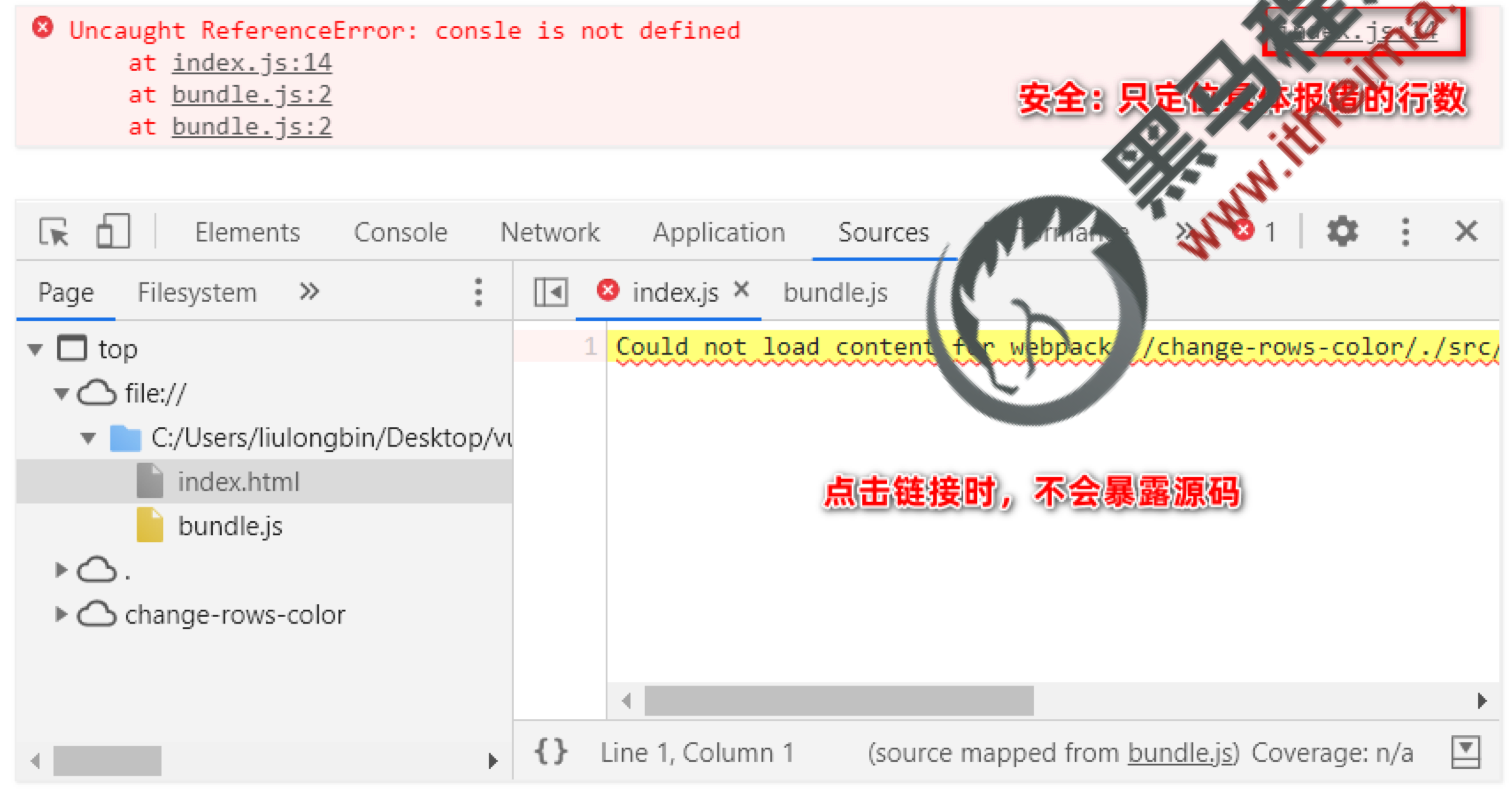 Uncaught ReferenceError: consle is not defined index.js:14
at index.js:14
at bundle.js:2
at bundle.js:2
安全：只定位具体报错的行数
黑马程
www.itheima.
Elements Console Network Application Sources Performance 1
Page Filesystem index.js bundle.js
1 Could not load content for webpack /change-rows-color/./src/
top
file://
C:/Users/liulongbin/Desktop/vu
index.html
bundle.js
.
change-rows-color
点击链接时，不会暴露源码
{} Line 1, Column 1 (source mapped from bundle.js) Coverage: n/a